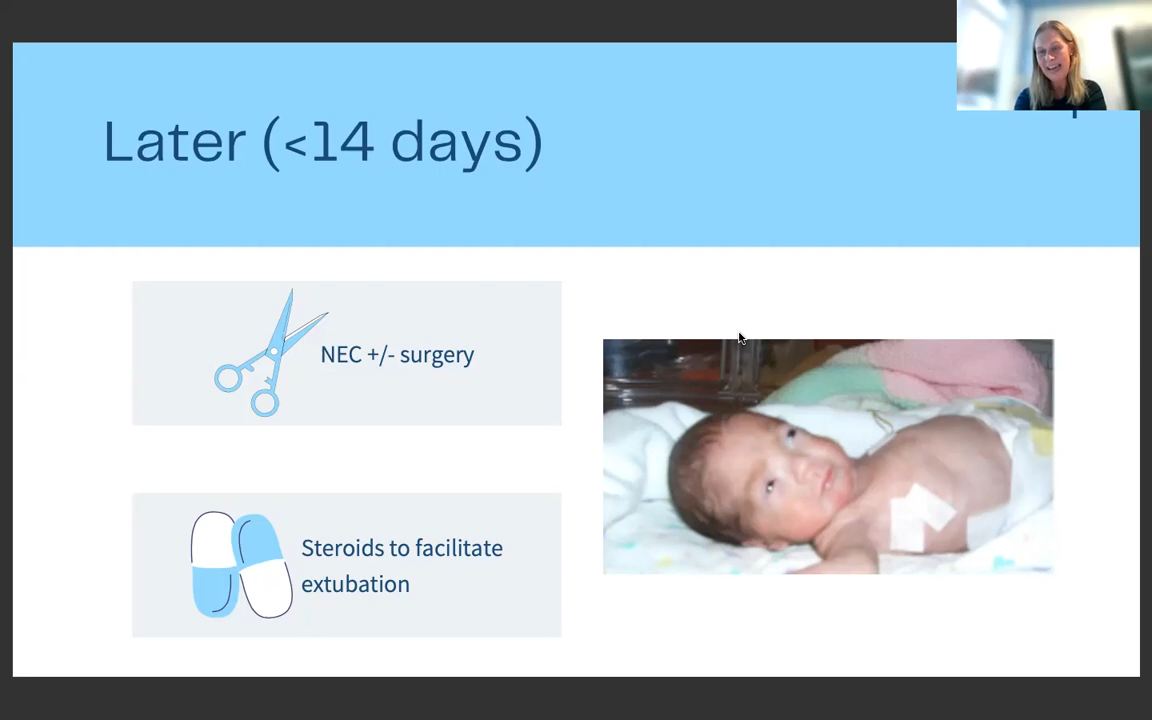 Later (<14 days)
NEC +/- surgery
Steroids to facilitate
extubation